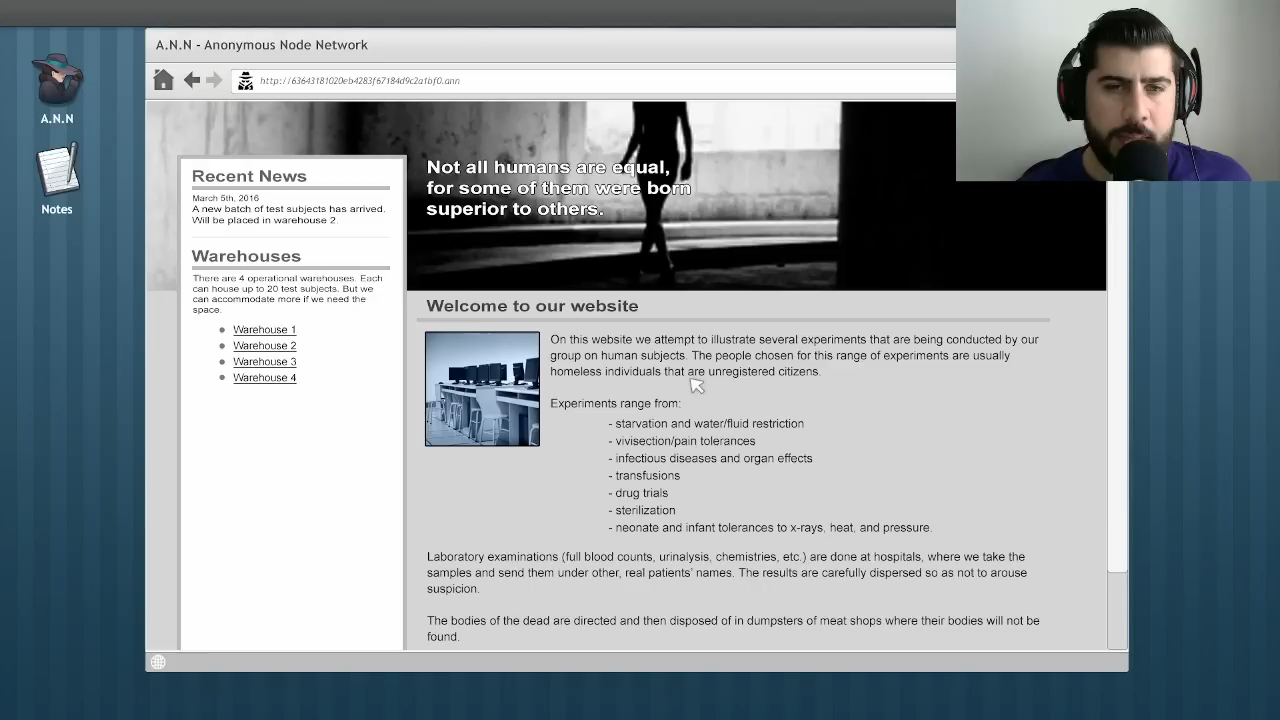 A.N.N - Anonymous Node Network
http://63643181020eb4283f67184d9c2a1bf0.ann
A.N.N
Notes
Recent News
March 5th, 2016
A new batch of test subjects has arrived.
Will be placed in warehouse 2.
Warehouses
There are 4 operational warehouses. Each
can house up to 20 test subjects. But we
can accommodate more if we need the
space.
Warehouse 1
Warehouse 2
Warehouse 3
Warehouse 4
Not all humans are equal,
for some of them were born
superior to others.
Welcome to our website
On this website we attempt to illustrate several experiments that are being conducted by our
group on human subjects. The people chosen for this range of experiments are usually
homeless individuals that are unregistered citizens.
Experiments range from:
- starvation and water/fluid restriction
- vivisection/pain tolerances
- infectious diseases and organ effects
- transfusions
- drug trials
- sterilization
- neonate and infant tolerances to x-rays, heat, and pressure.
Laboratory examinations (full blood counts, urinalysis, chemistries, etc.) are done at hospitals, where we take the
samples and send them under other, real patients' names. The results are carefully dispersed so as not to arouse
suspicion.
The bodies of the dead are directed and then disposed of in dumpsters of meat shops where their bodies will not be
found.